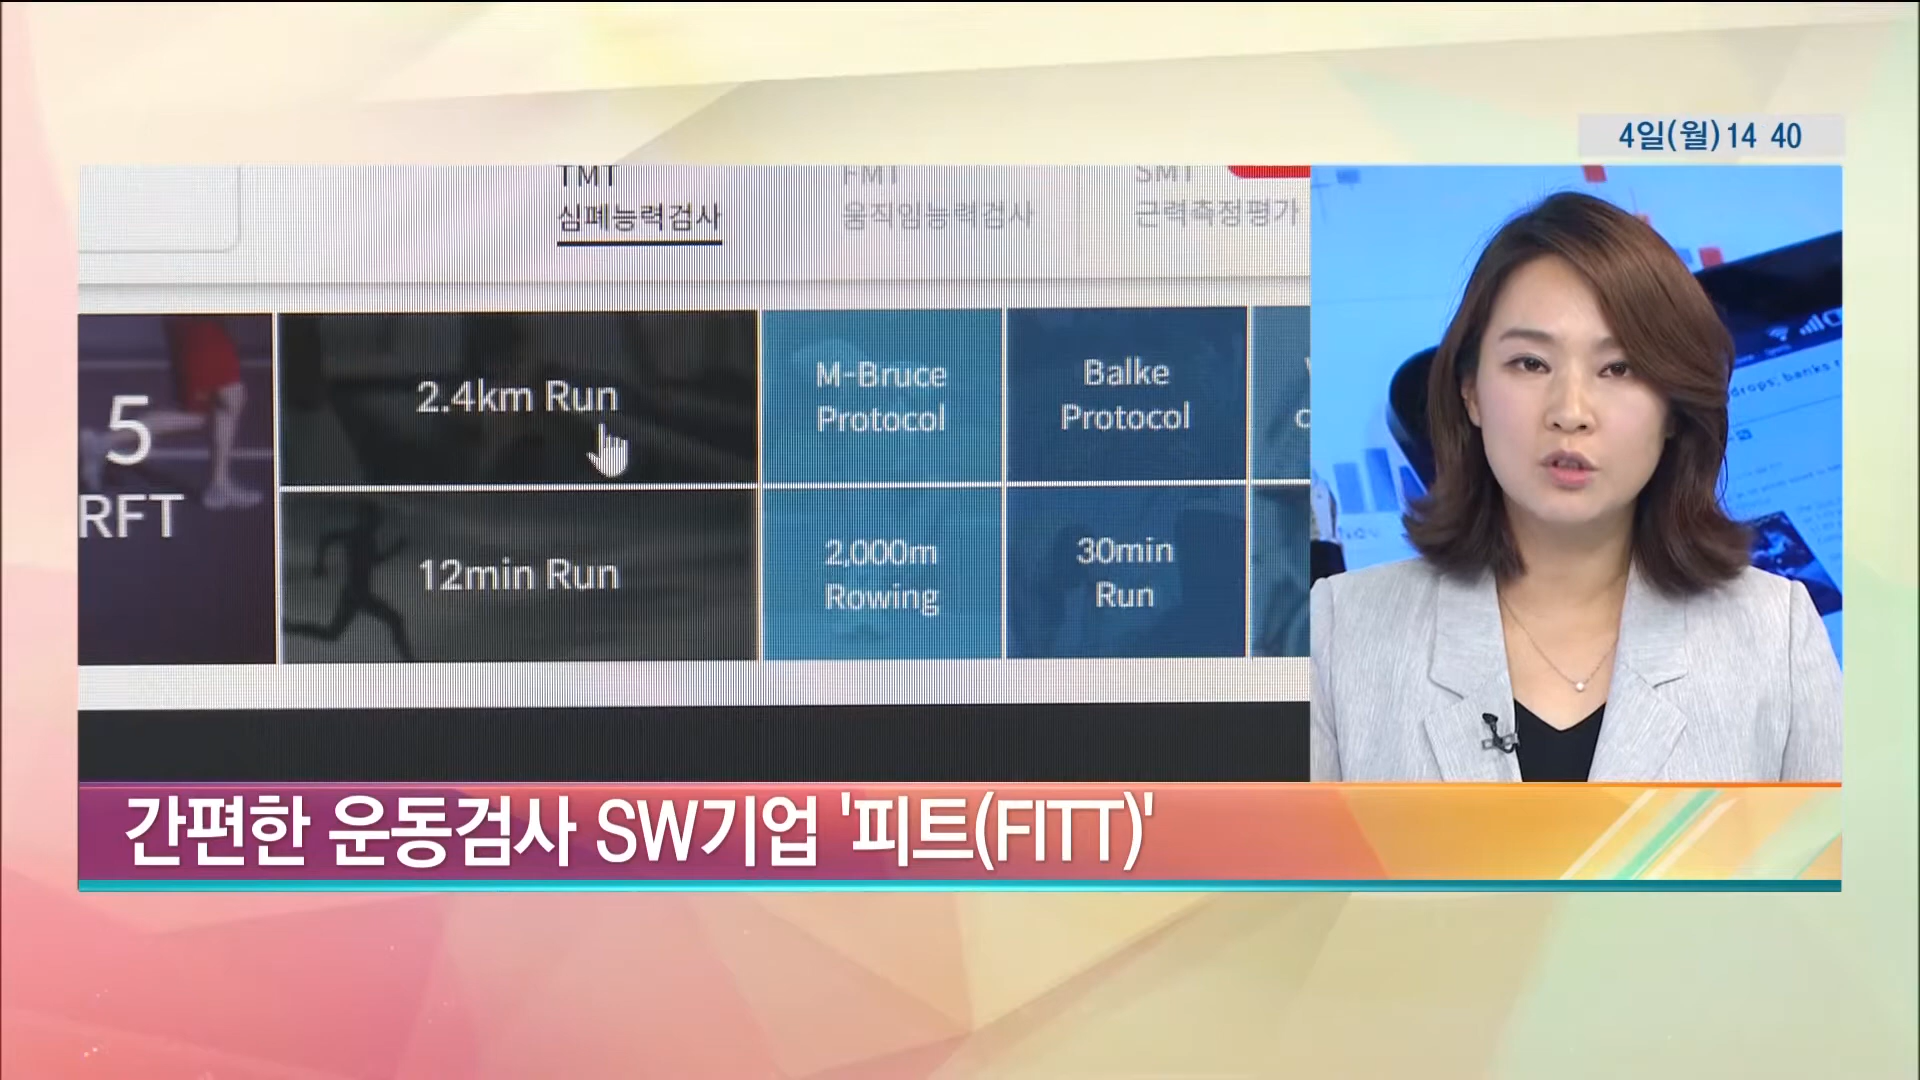 4일(월) 14 40
TMT
심폐능력검사
FMT
움직임능력검사
SMT
근력측정평가
5
RFT
2.4km Run
12min Run
M-Bruce
Protocol
2,000m
Rowing
Balke
Protocol
30min
Run
drops, banks
간편한 운동검사 SW기업 '피트(FITT)'